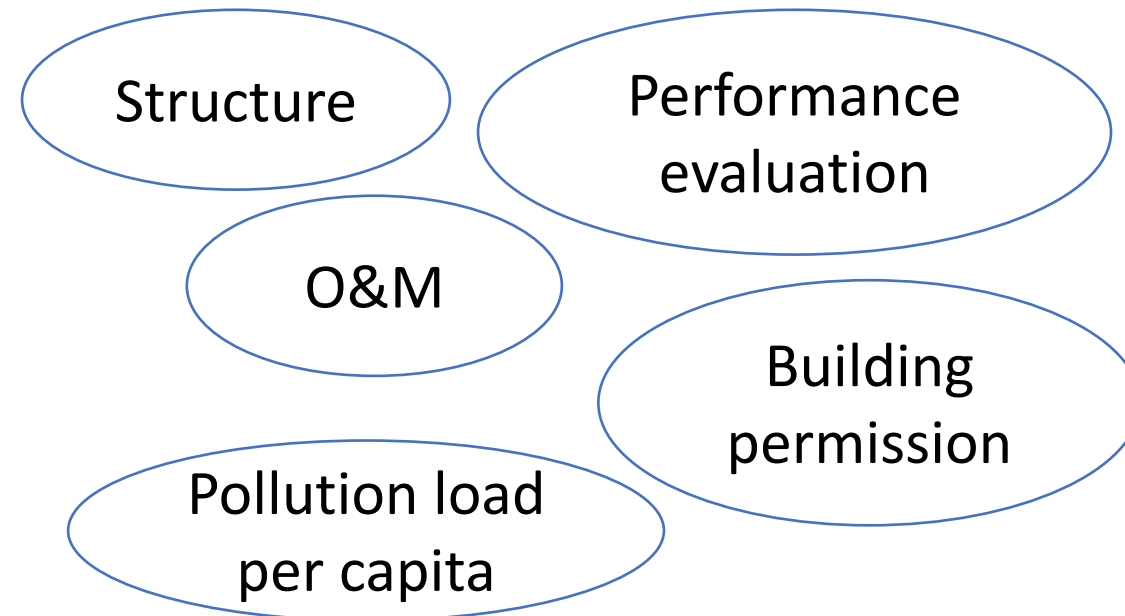 Structure
Performance
evaluation
O&M
Building
permission
Pollution load
per capita